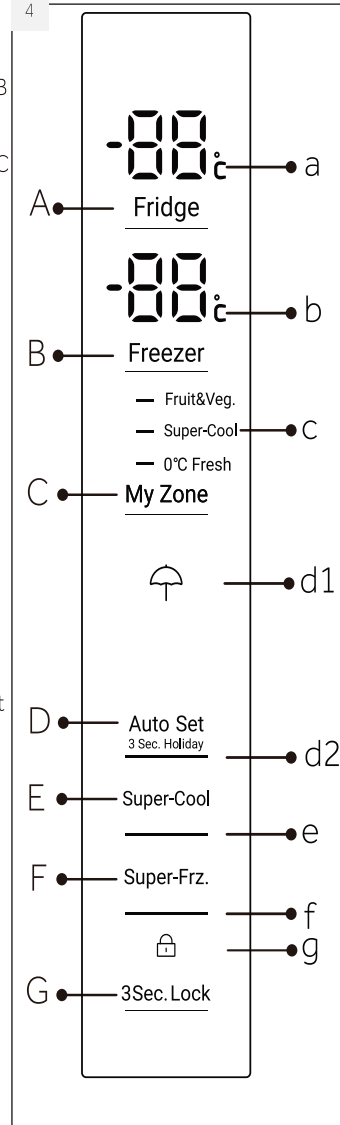 4
B
-88°c
a
C
A
Fridge
-88°c
b
B
Freezer
Fruit&Veg.
Super-Cool
c
0°C Fresh
C
My Zone
d1
t
D
Auto Set
3 Sec. Holiday
d2
E
Super-Cool
e
F
Super-Frz.
f
g
G
3Sec. Lock